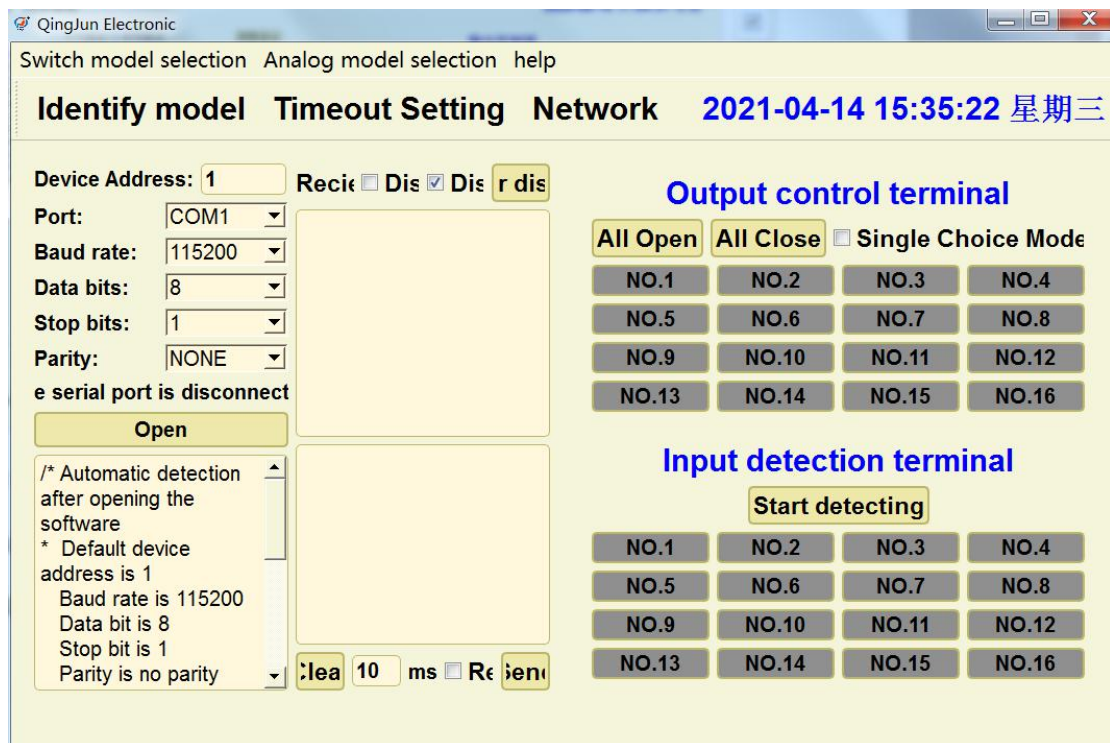 QingJun Electronic
Switch model selection Analog model selection help
Identify model Timeout Setting Network 2021-04-14 15:35:22 星期三
Device Address: 1
Port: COM1
Baud rate: 115200
Data bits: 8
Stop bits: 1
Parity: NONE
e serial port is disconnect
Open
/* Automatic detection
after opening the
software
* Default device
address is 1
Baud rate is 115200
Data bit is 8
Stop bit is 1
Parity is no parity
Dis Dis r dis
10 ms
Output control terminal
All Open All Close Single Choice Mode
NO.1 NO.2 NO.3 NO.4
NO.5 NO.6 NO.7 NO.8
NO.9 NO.10 NO.11 NO.12
NO.13 NO.14 NO.15 NO.16
Input detection terminal
Start detecting
NO.1 NO.2 NO.3 NO.4
NO.5 NO.6 NO.7 NO.8
NO.9 NO.10 NO.11 NO.12
NO.13 NO.14 NO.15 NO.16